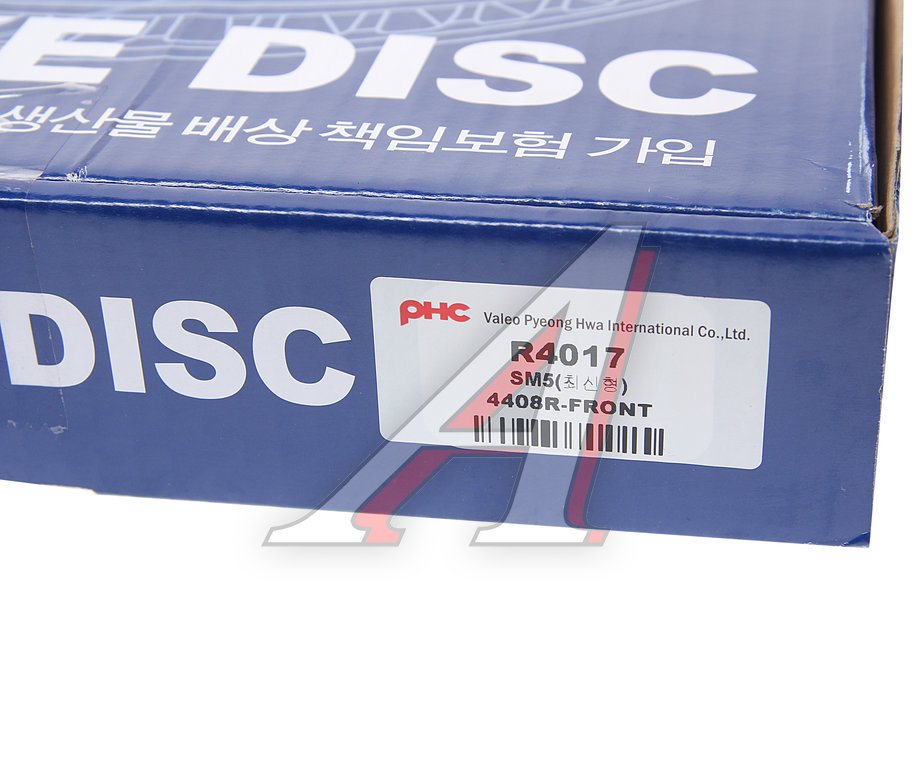 E DISC
생산물 배상 책임보험 가입
DISC
PHC Valeo Pyeong Hwa International Co.,Ltd.
R4017
SM5(최신형)
4408R-FRONT